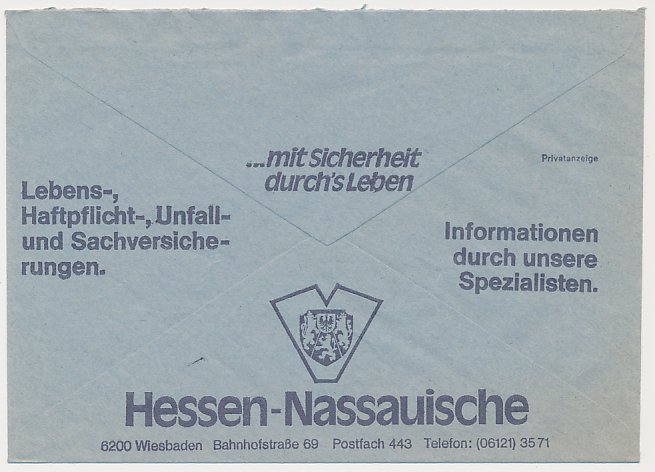 ...mit Sicherheit
durch's Leben
Privatanzeige
Lebens-,
Haftpflicht-, Unfall-
und Sachversiche-
rungen.
Informationen
durch unsere
Spezialisten.
Hessen-Nassauische
6200 Wiesbaden Bahnhofstraße 69 Postfach 443 Telefon: (06121) 3571